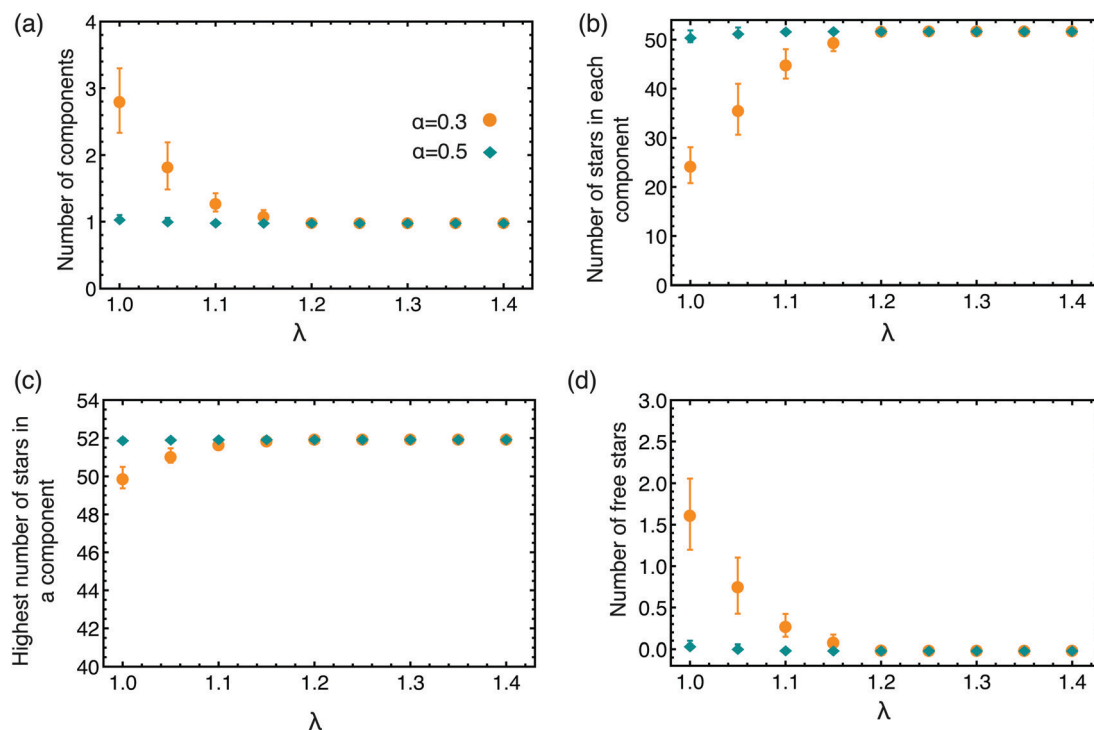 (a)
Number of components
4
3
2
1
0
α=0.3
α=0.5
1.0 1.1 1.2 1.3 1.4
λ
(b)
Number of stars in each
component
50
40
30
20
10
0
1.0 1.1 1.2 1.3 1.4
λ
(c)
Highest number of stars in
a component
54
52
50
48
46
44
42
40
1.0 1.1 1.2 1.3 1.4
λ
(d)
Number of free stars
3.0
2.5
2.0
1.5
1.0
0.5
0.0
1.0 1.1 1.2 1.3 1.4
λ